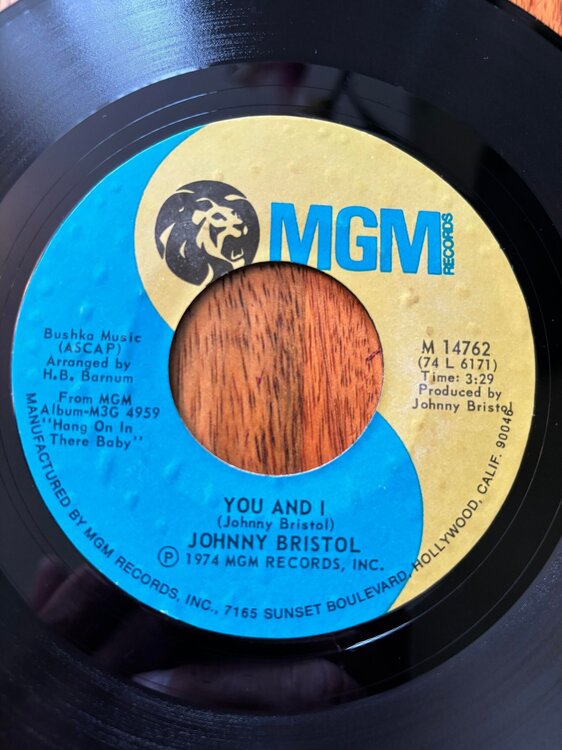 MGM
RECORDS
Bushka Music
(ASCAP)
Arranged by
H.B. Barnum
From MGM
Album-M3G 4959
"Hang On In
There Baby"
M 14762
(74 L 6171)
Time: 3:29
Produced by
Johnny Bristol
YOU AND I
(Johnny Bristol)
JOHNNY BRISTOL
Ⓟ 1974 MGM RECORDS, INC.
MANUFACTURED BY MGM RECORDS, INC., 7165 SUNSET BOULEVARD, HOLLYWOOD, CALIF. 90046